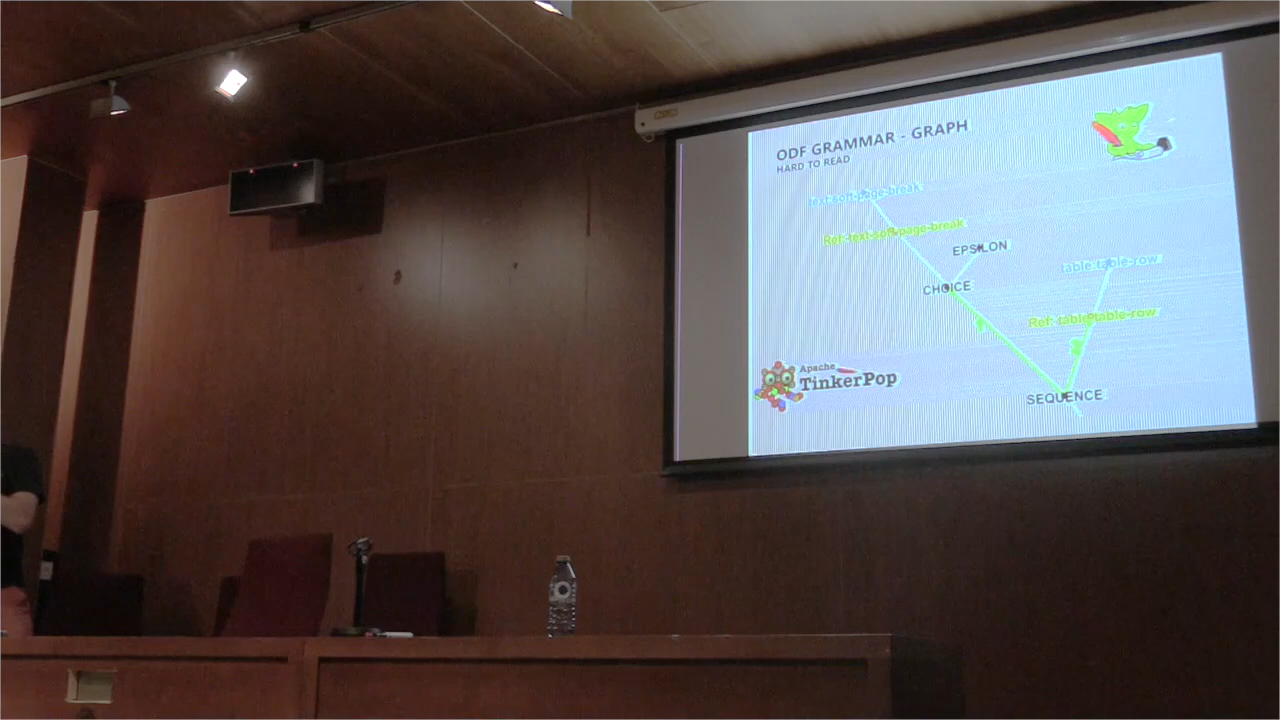 ODF GRAMMAR - GRAPH
HARD TO READ
text-soft-page-break
Ref: text-soft-page-break
EPSILON
table-table-row
CHOICE
Ref: table-table-row
Apache
TinkerPop
SEQUENCE